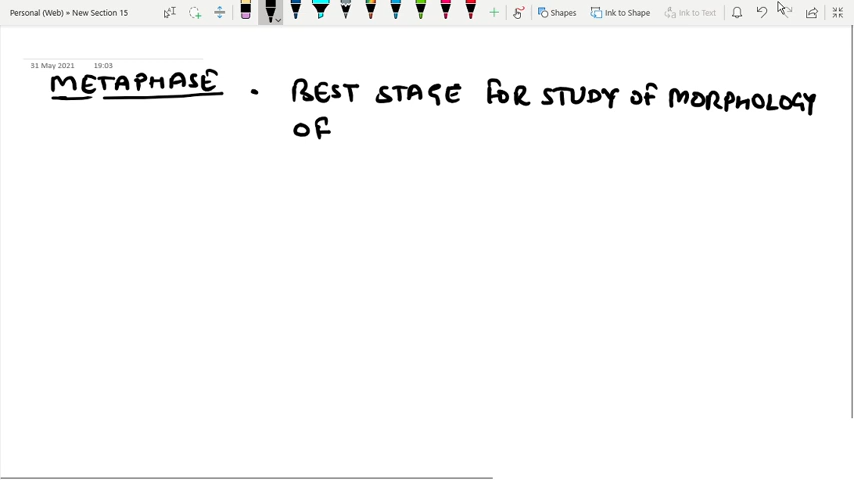 Personal (Web) » New Section 15
Shapes
Ink to Shape
Ink to Text
31 May 2021 19:03
METAPHASE . BEST STAGE FOR STUDY OF MORPHOLOGY
OF